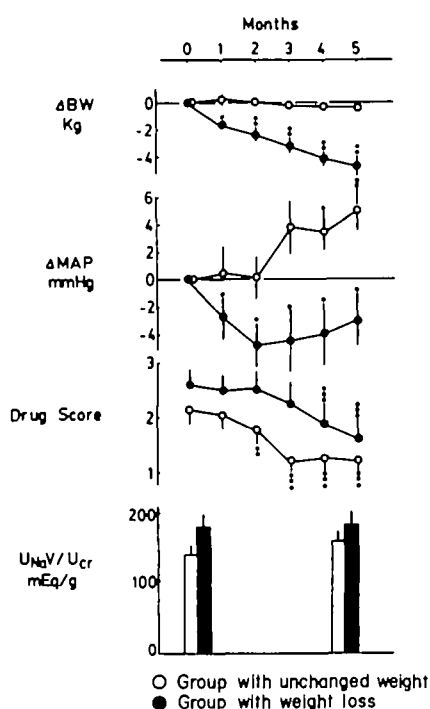 Months
0 1 2 3 4 5
ΔBW
Kg
0
-2
-4
6
4
2
ΔMAP
mmHg
0
-2
-4
3
Drug Score
2
1
200
UNaV/UCr
mEq/g
100
0
○ Group with unchanged weight
● Group with weight loss